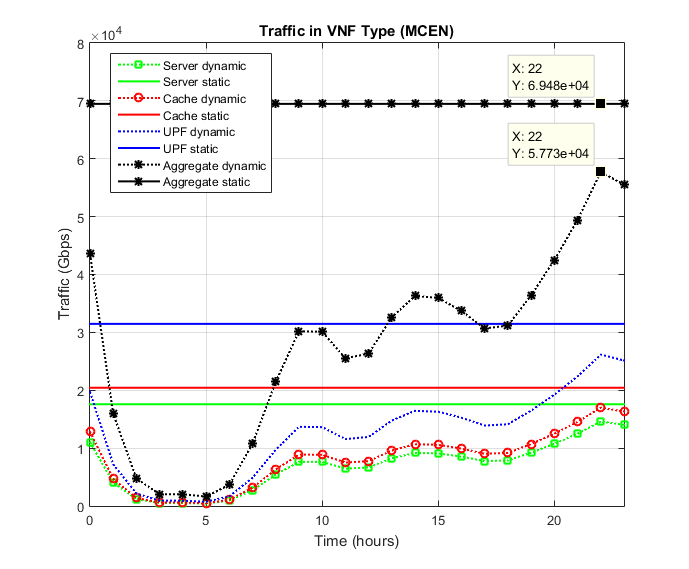 Traffic in VNF Type (MCEN)
×10⁴
8
7
6
5
4
3
2
1
0
Traffic (Gbps)
Server dynamic
Server static
Cache dynamic
Cache static
UPF dynamic
UPF static
Aggregate dynamic
Aggregate static
X: 22
Y: 6.948e+04
X: 22
Y: 5.773e+04
0 5 10 15 20
Time (hours)